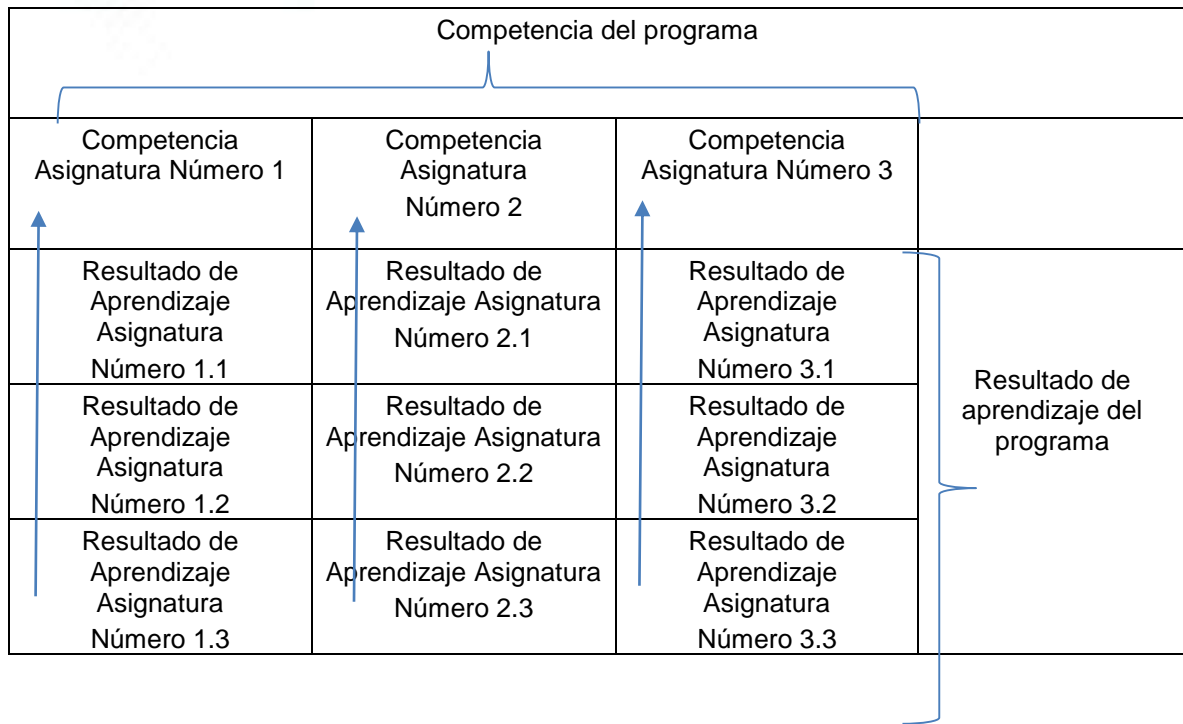 Competencia del programa
Competencia
Asignatura Número 1
Competencia
Asignatura
Número 2
Competencia
Asignatura Número 3
Resultado de
Aprendizaje
Asignatura
Número 1.1
Resultado de
Aprendizaje Asignatura
Número 2.1
Resultado de
Aprendizaje
Asignatura
Número 3.1
Resultado de
aprendizaje del
programa
Resultado de
Aprendizaje
Asignatura
Número 1.2
Resultado de
Aprendizaje Asignatura
Número 2.2
Resultado de
Aprendizaje
Asignatura
Número 3.2
Resultado de
Aprendizaje
Asignatura
Número 1.3
Resultado de
Aprendizaje Asignatura
Número 2.3
Resultado de
Aprendizaje
Asignatura
Número 3.3